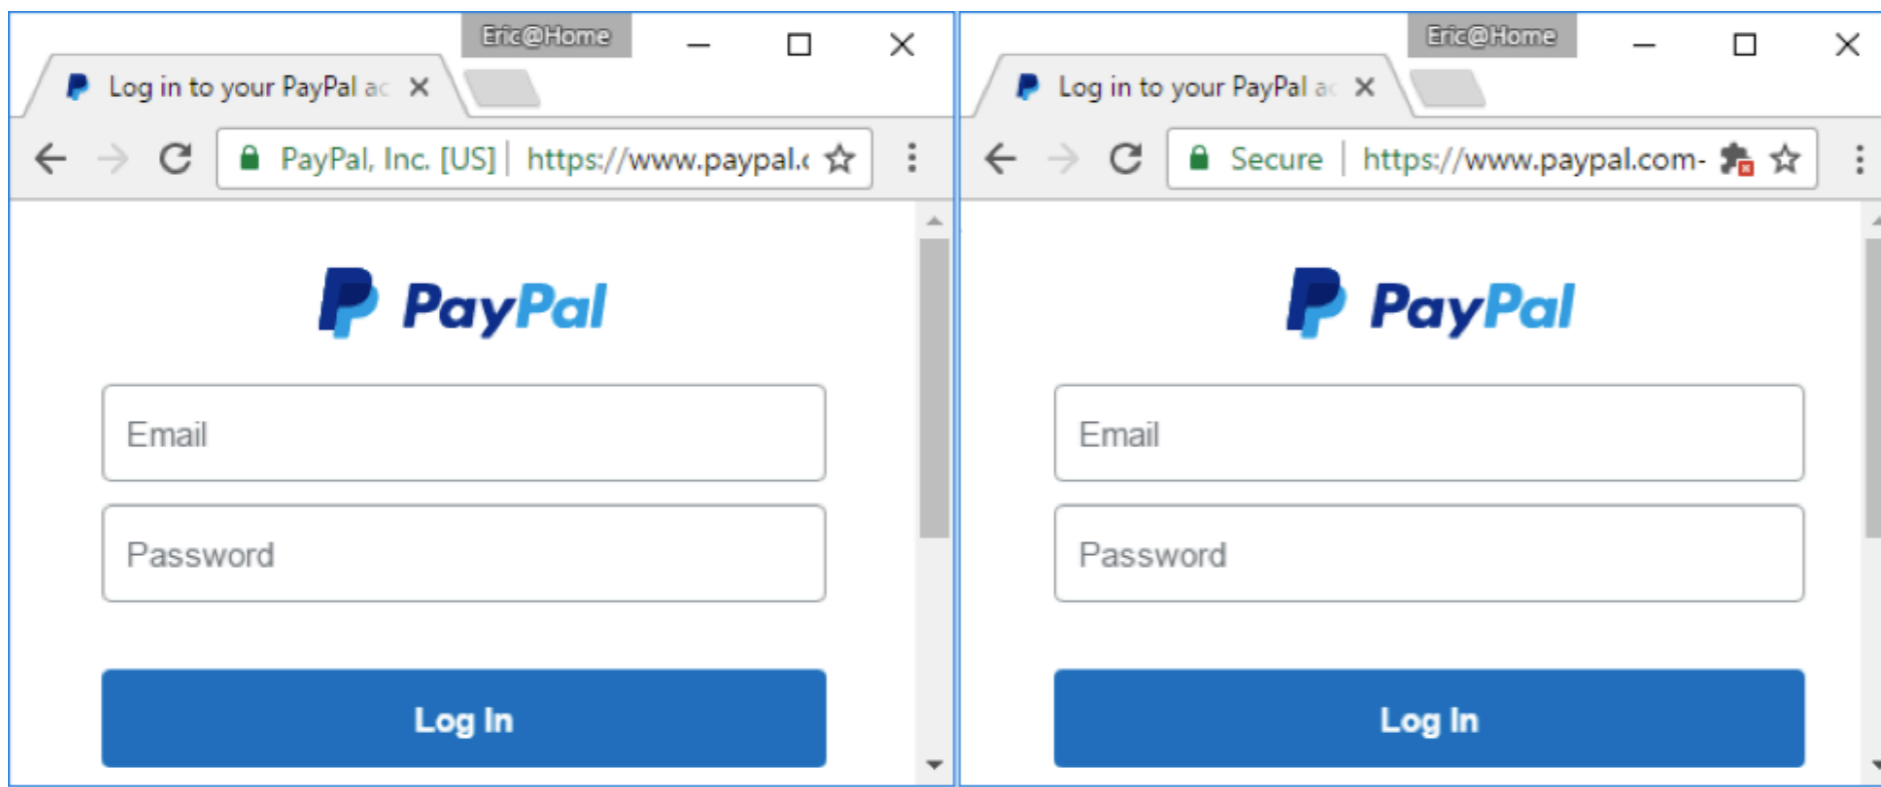 Eric@Home
Log in to your PayPal ac
PayPal, Inc. [US] | https://www.paypal.c
PayPal
Email
Password
Log In
Eric@Home
Log in to your PayPal ac
Secure | https://www.paypal.com-
PayPal
Email
Password
Log In